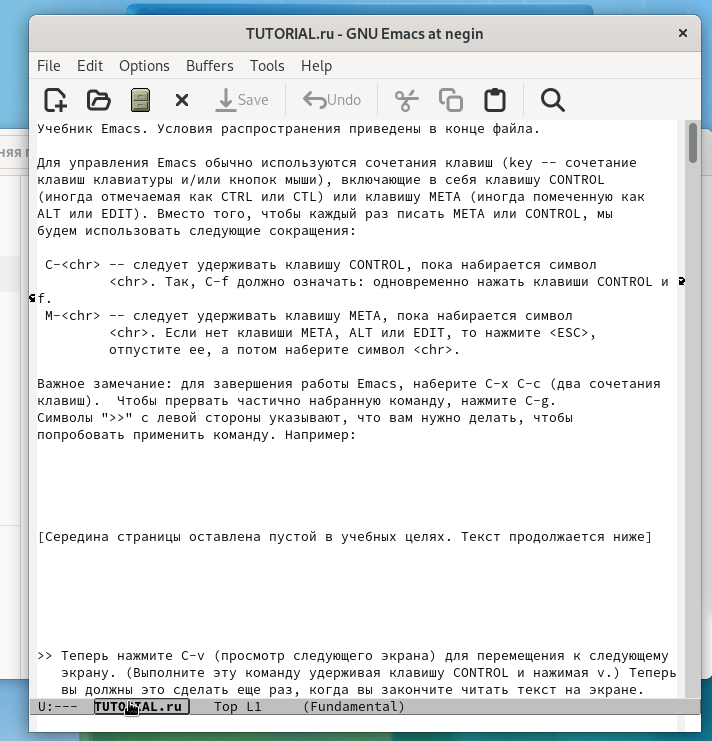 TUTORIAL.ru - GNU Emacs at negin
File Edit Options Buffers Tools Help
Save Undo
няя п
Учебник Emacs. Условия распространения приведены в конце файла.
Для управления Emacs обычно используются сочетания клавиш (key -- сочетание
клавиш клавиатуры и/или кнопок мыши), включающие в себя клавишу CONTROL
(иногда отмечаемая как CTRL или CTL) или клавишу META (иногда помеченную как
ALT или EDIT). Вместо того, чтобы каждый раз писать META или CONTROL, мы
будем использовать следующие сокращения:
C-<chr> -- следует удерживать клавишу CONTROL, пока набирается символ
<chr>. Так, C-f должно означать: одновременно нажать клавиши CONTROL и
f.
M-<chr> -- следует удерживать клавишу META, пока набирается символ
<chr>. Если нет клавиши META, ALT или EDIT, то нажмите <ESC>,
отпустите ее, а потом наберите символ <chr>.
Важное замечание: для завершения работы Emacs, наберите C-x C-c (два сочетания
клавиш).  Чтобы прервать частично набранную команду, нажмите C-g.
Символы ">>" с левой стороны указывают, что вам нужно делать, чтобы
попробовать применить команду. Например:
[Середина страницы оставлена пустой в учебных целях. Текст продолжается ниже]
>> Теперь нажмите C-v (просмотр следующего экрана) для перемещения к следующему
экрану. (Выполните эту команду удерживая клавишу CONTROL и нажимая v.) Теперь
вы должны это сделать еще раз, когда вы закончите читать текст на экране.
U:--- TUTORIAL.ru Top L1 (Fundamental)